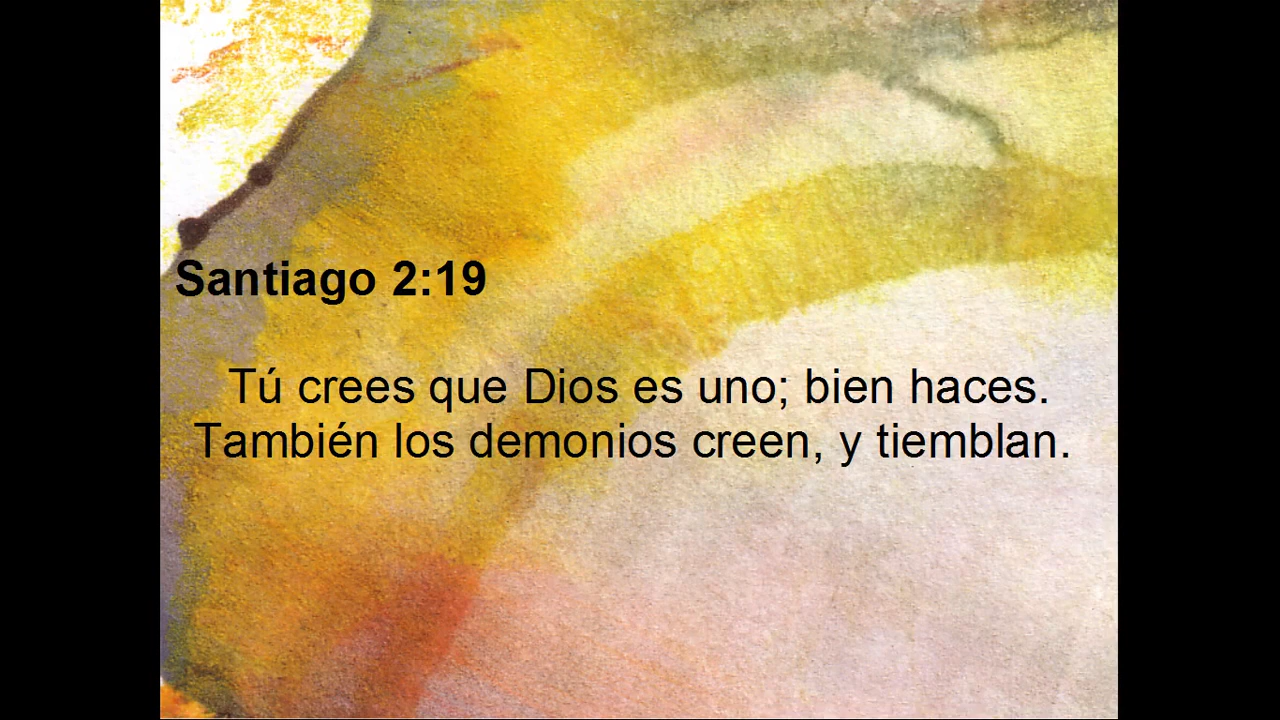 Santiago 2:19
Tú crees que Dios es uno; bien haces.
También los demonios creen, y tiemblan.